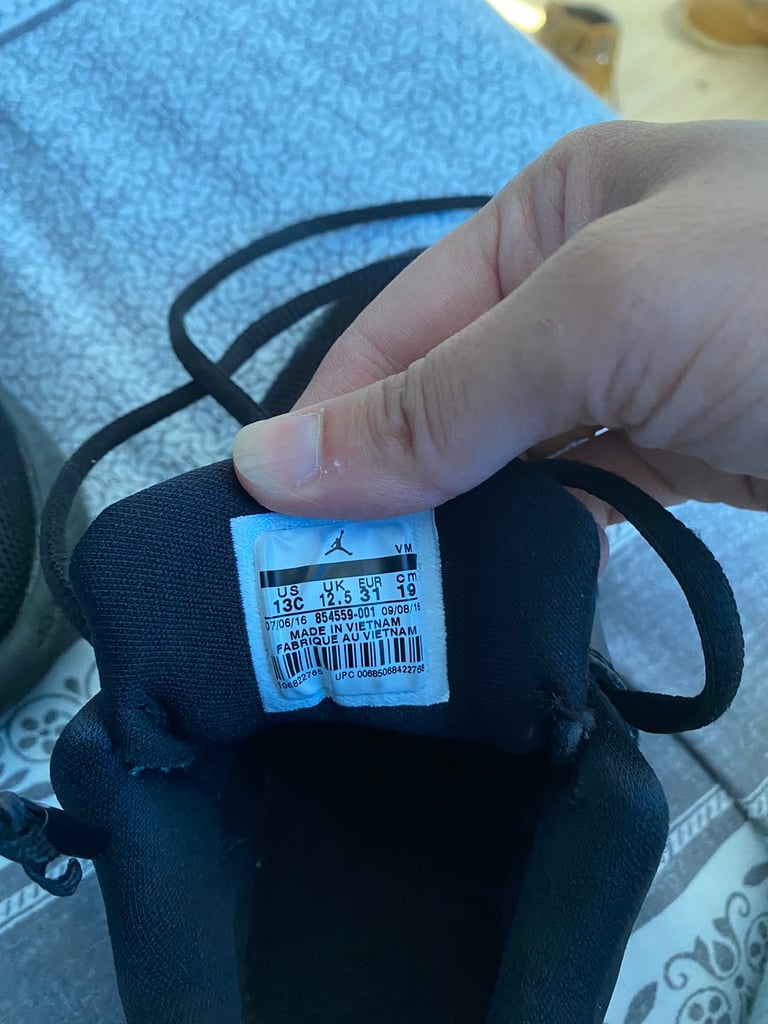 VM
US UK EUR cm
13C 12.5 31 19
07/06/16 854559-001 09/08/16
MADE IN VIETNAM
FABRIQUE AU VIETNAM
UPC 00685068422768